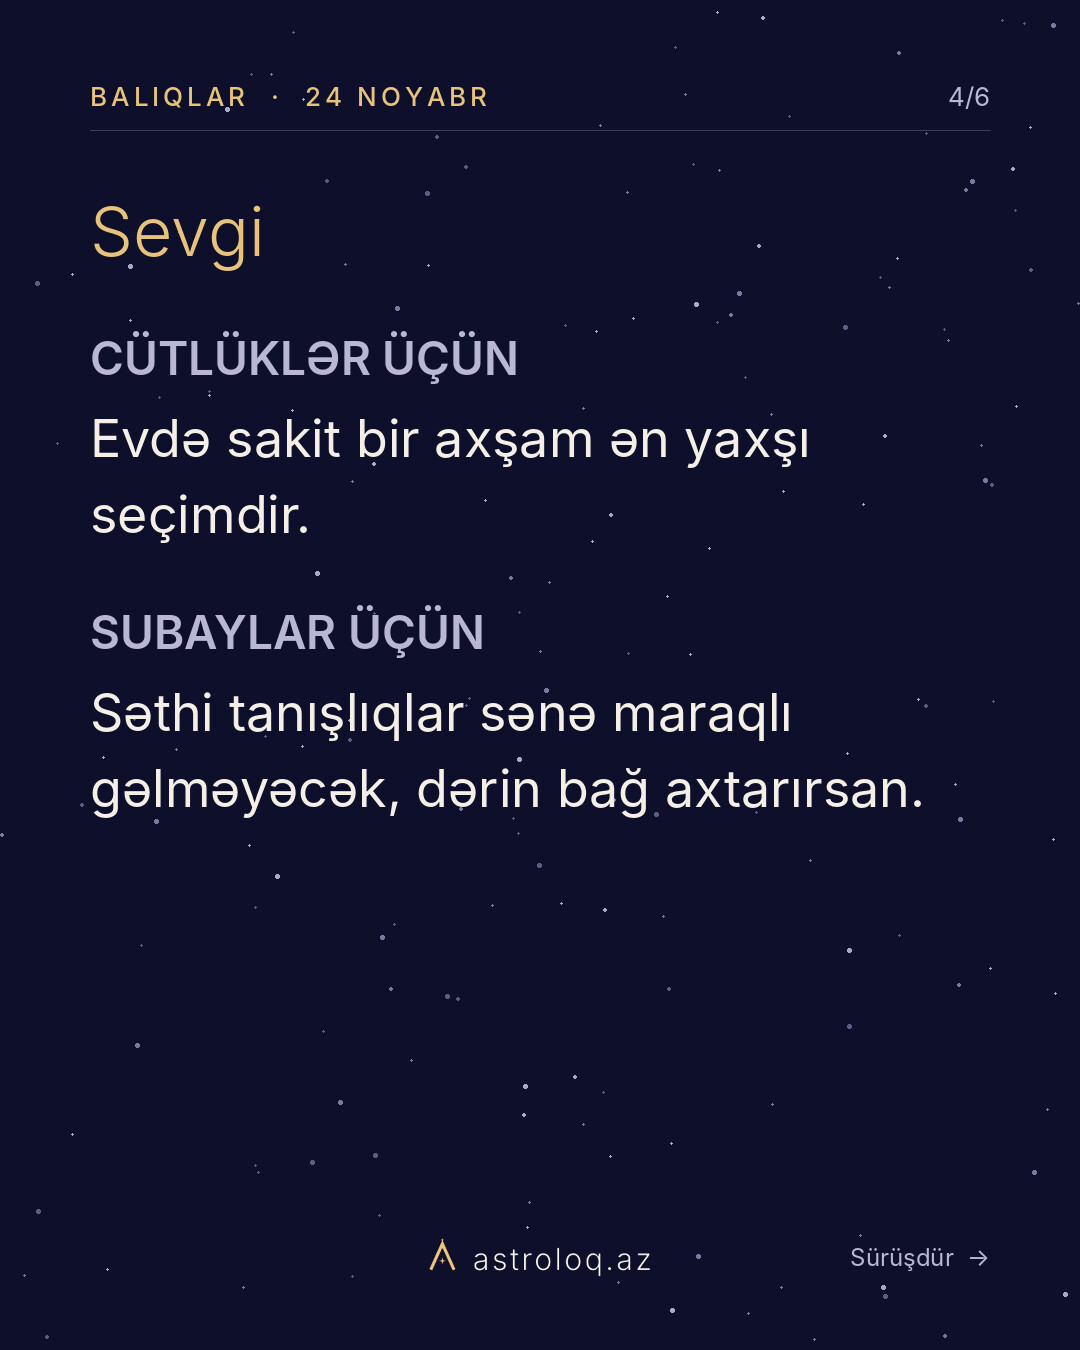 BALIQLAR · 24 NOYABR
4/6
Sevgi
CÜTLÜKLƏR ÜÇÜN
Evdə sakit bir axşam ən yaxşı
seçimdir.
SUBAYLAR ÜÇÜN
Səthi tanışlıqlar sənə maraqlı
gəlməyəcək, dərin bağ axtarırsan.
astroloq.az
Sürüşdür →